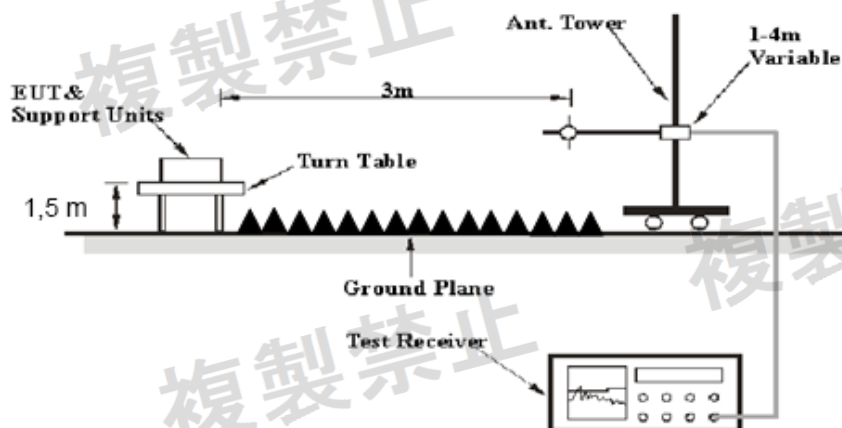 複製禁止
Ant. Tower
1-4m
Variable
3m
EUT&
Support Units
Turn Table
1,5 m
複製
Ground Plane
複製禁止
Test Receiver